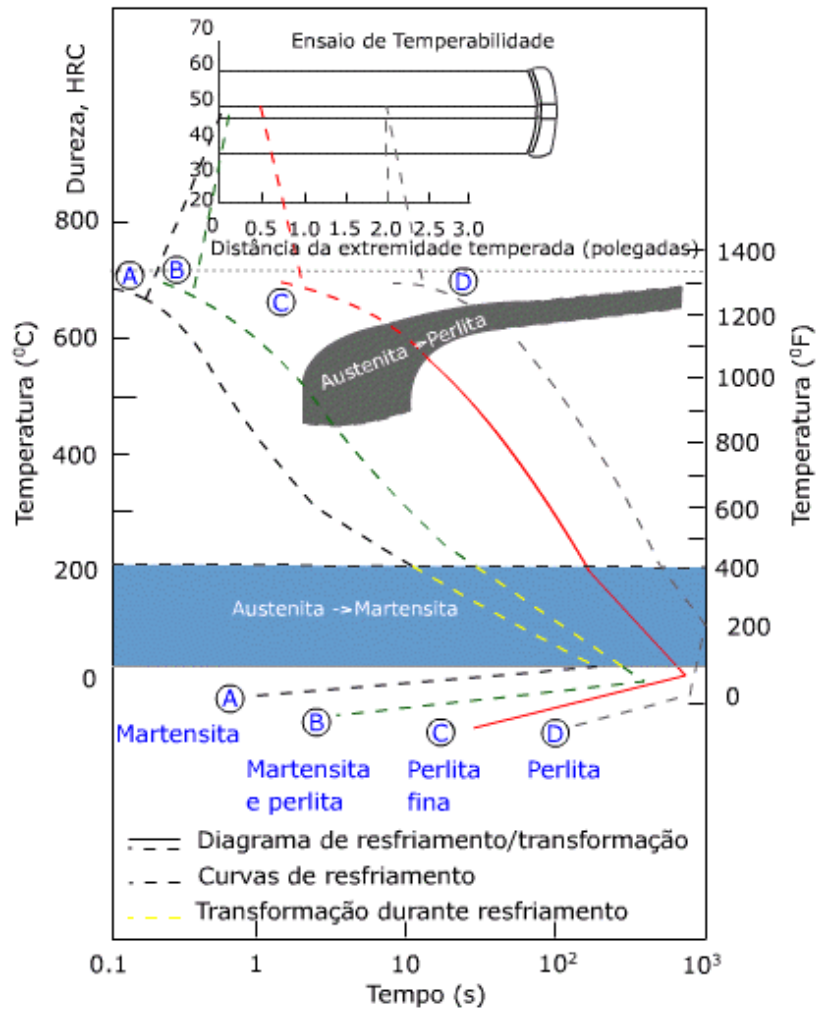 Ensaio de Temperabilidade
Dureza, HRC
70
60
50
40
30
20
0
0.5
1.0
1.5
2.0
2.5
3.0
Distância da extremidade temperada (polegadas)
Temperatura (⁰C)
800
600
400
200
0
Temperatura (⁰F)
1400
1200
1000
800
600
400
200
0
A
B
C
D
Austenita ->Perlita
Austenita ->Martensita
A
B
C
D
Martensita
Martensita
e perlita
Perlita
fina
Perlita
Diagrama de resfriamento/transformação
Curvas de resfriamento
Transformação durante resfriamento
0.1
1
10
10²
10³
Tempo (s)